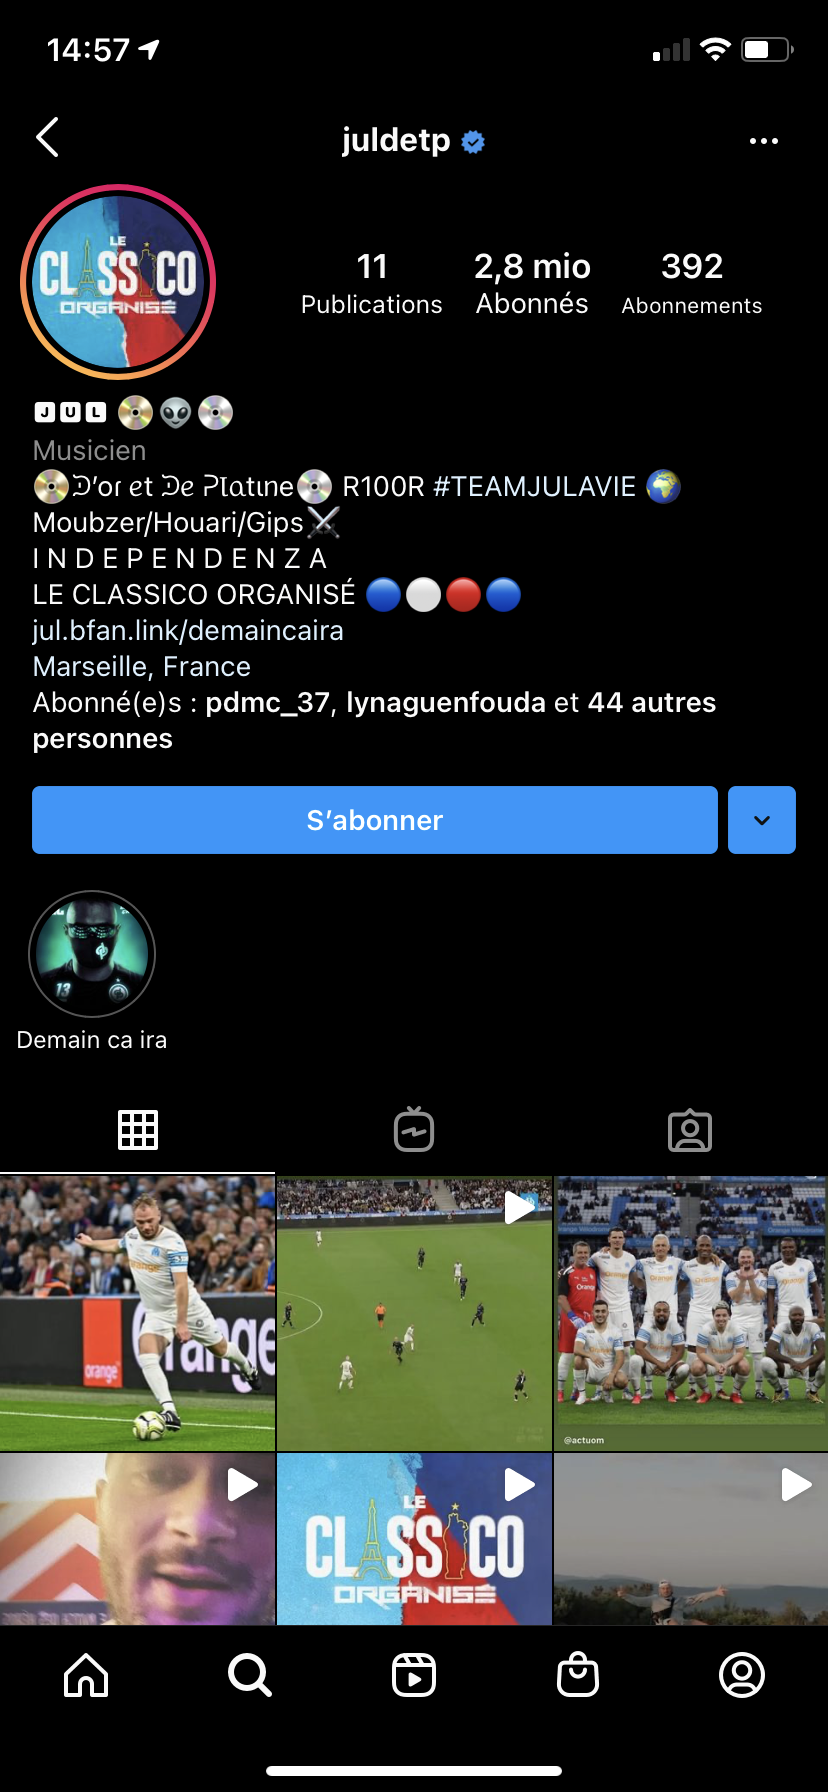 14:57
juldetp
LE
CLASSICO
ORGANISÉ
11
2,8 mio
392
Publications
Abonnés
Abonnements
JUL 💿👽💿
Musicien
📀D'or et De Platine💿 R100R #TEAMJULAVIE 🌍
Moubzer/Houari/Gips⚔️
I N D E P E N D E N Z A
LE CLASSICO ORGANISÉ 🔵⚪🔴🔵
jul.bfan.link/demaincaira
Marseille, France
Abonné(e)s : pdmc_37, lynaguenfouda et 44 autres
personnes
S'abonner
13
Demain ca ira
orange
Orange
@actuom
LE
CLASSICO
ORGANISÉ